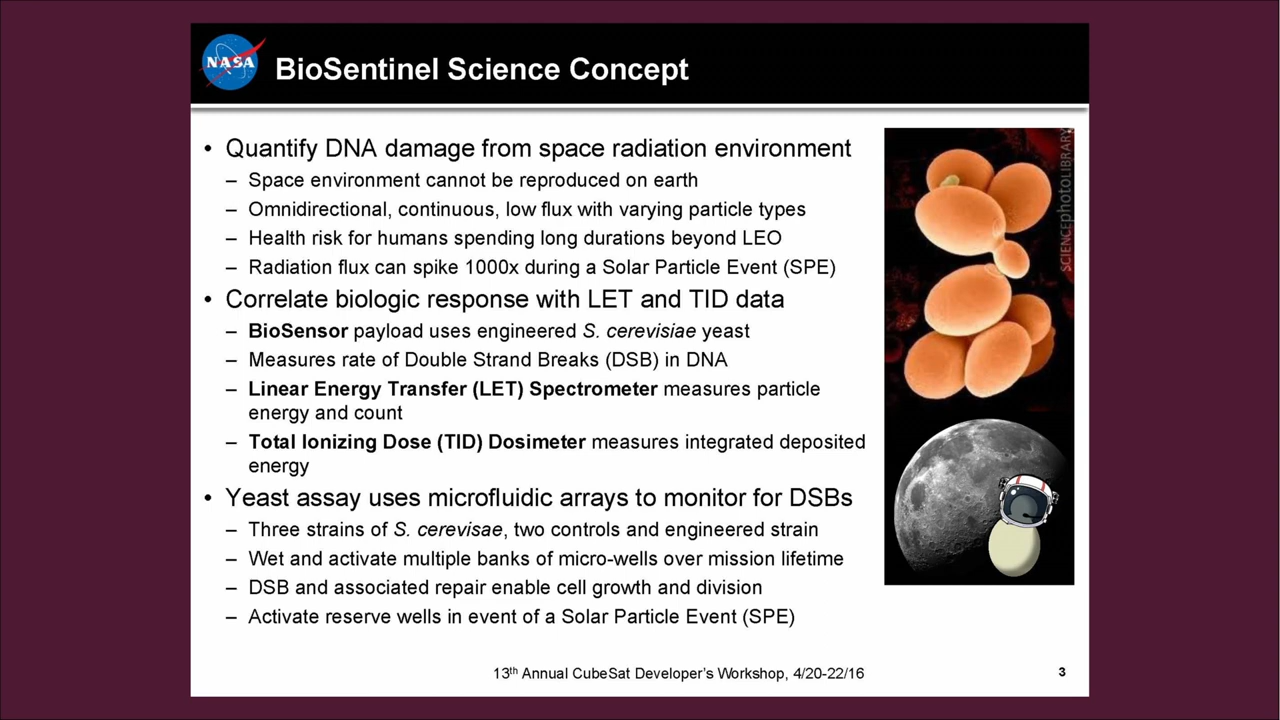 NASA
BioSentinel Science Concept
• Quantify DNA damage from space radiation environment
– Space environment cannot be reproduced on earth
– Omnidirectional, continuous, low flux with varying particle types
– Health risk for humans spending long durations beyond LEO
– Radiation flux can spike 1000x during a Solar Particle Event (SPE)
• Correlate biologic response with LET and TID data
– BioSensor payload uses engineered S. cerevisiae yeast
– Measures rate of Double Strand Breaks (DSB) in DNA
– Linear Energy Transfer (LET) Spectrometer measures particle
energy and count
– Total Ionizing Dose (TID) Dosimeter measures integrated deposited
energy
• Yeast assay uses microfluidic arrays to monitor for DSBs
– Three strains of S. cerevisae, two controls and engineered strain
– Wet and activate multiple banks of micro-wells over mission lifetime
– DSB and associated repair enable cell growth and division
– Activate reserve wells in event of a Solar Particle Event (SPE)
SCIENCEphotoLIBRARY
13th Annual CubeSat Developer's Workshop, 4/20-22/16
3